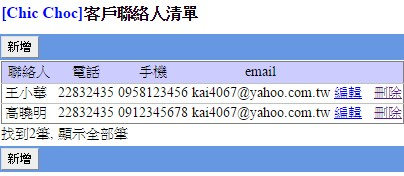 [Chic Choc]客戶聯絡人清單
新增
聯絡人 電話 手機 email
王小華 22832435 0958123456 kai4067@yahoo.com.tw 編輯 刪除
高曉明 22832435 0912345678 kai4067@yahoo.com.tw 編輯 刪除
找到2筆, 顯示全部筆
新增